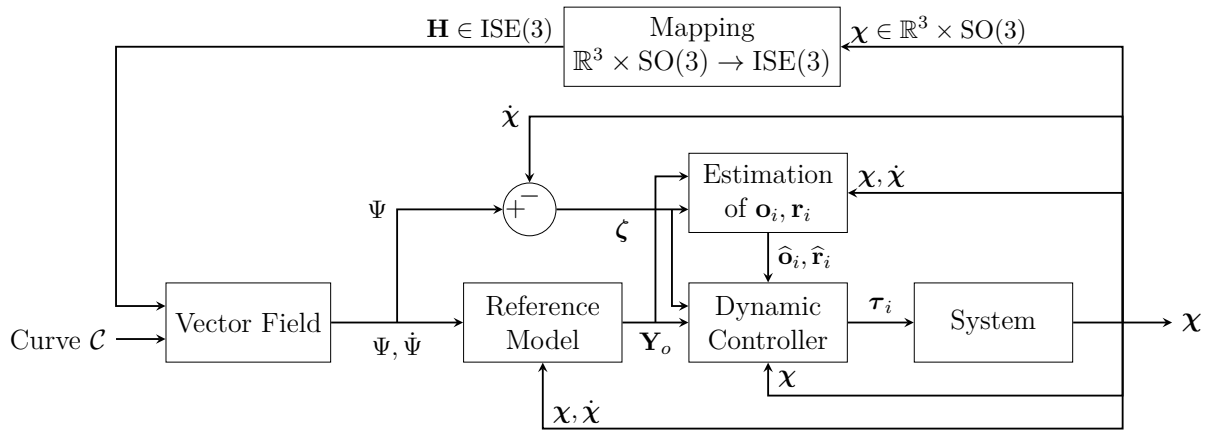 Mapping
ℝ³ × SO(3) → ISE(3)
𝐇 ∈ ISE(3)
𝝌 ∈ ℝ³ × SO(3)
𝝌̇
Estimation
of 𝐨ᵢ, 𝐫ᵢ
𝝌, 𝝌̇
Ψ
+
−
𝜻
𝐨̂ᵢ, 𝐫̂ᵢ
Curve 𝒞
Vector Field
Ψ, Ψ̇
Reference
Model
𝐘ₒ
Dynamic
Controller
𝝉ᵢ
System
𝝌
𝝌
𝝌, 𝝌̇